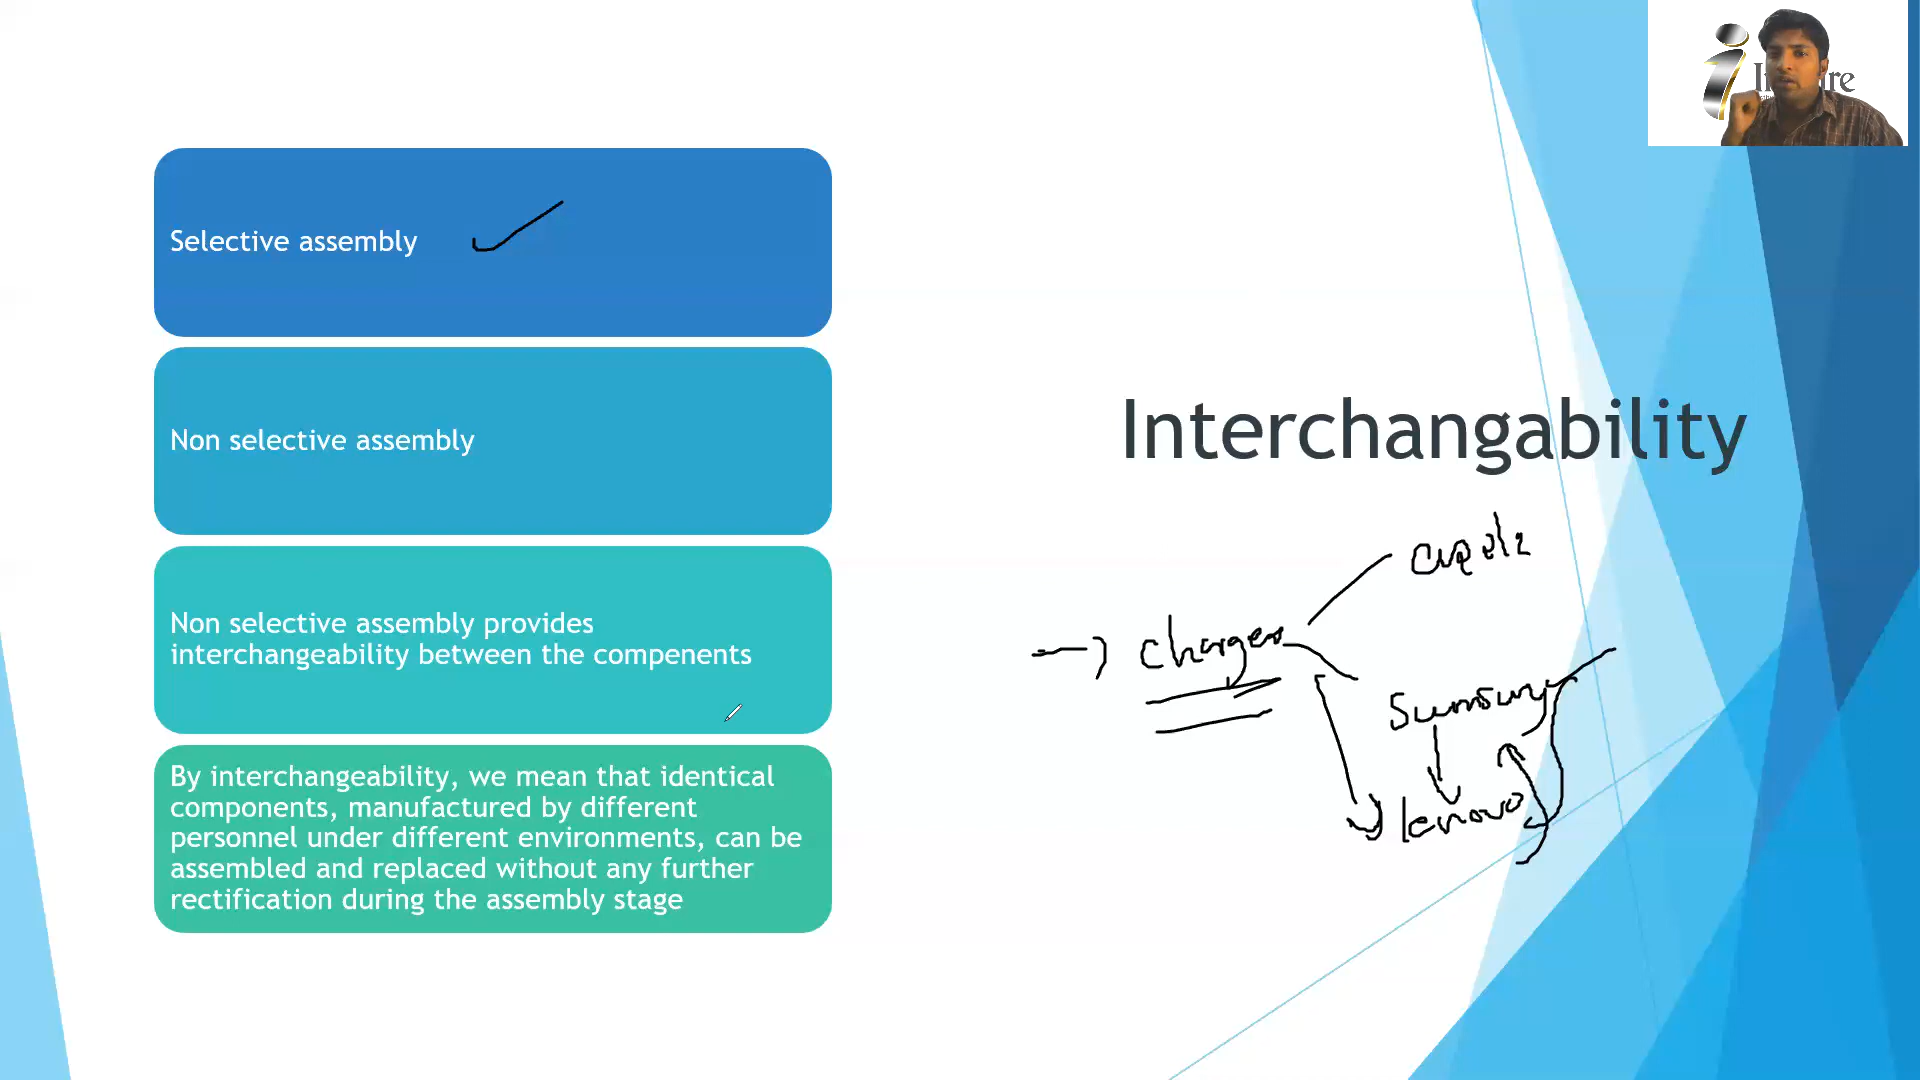 Selective assembly
Non selective assembly
Non selective assembly provides
interchangeability between the compenents
By interchangeability, we mean that identical
components, manufactured by different
personnel under different environments, can be
assembled and replaced without any further
rectification during the assembly stage
Interchangability
charger
Sumsung
lenovo